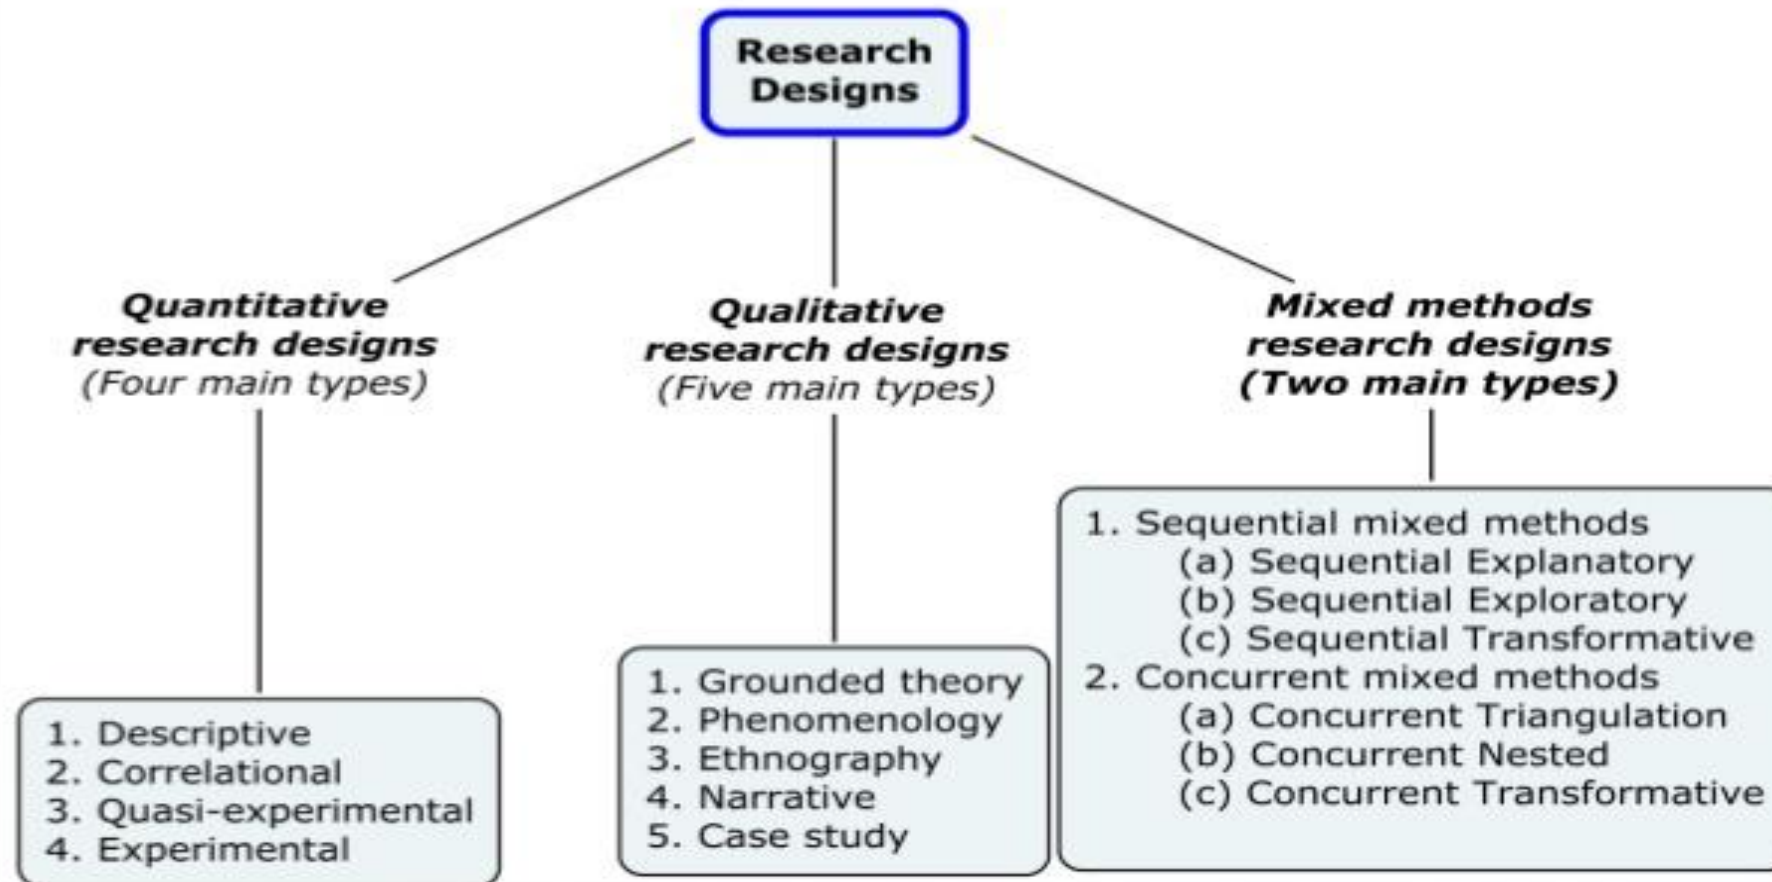 Research
Designs
Quantitative
research designs
(Four main types)
Qualitative
research designs
(Five main types)
Mixed methods
research designs
(Two main types)
1. Descriptive
2. Correlational
3. Quasi-experimental
4. Experimental
1. Grounded theory
2. Phenomenology
3. Ethnography
4. Narrative
5. Case study
1. Sequential mixed methods
(a) Sequential Explanatory
(b) Sequential Exploratory
(c) Sequential Transformative
2. Concurrent mixed methods
(a) Concurrent Triangulation
(b) Concurrent Nested
(c) Concurrent Transformative